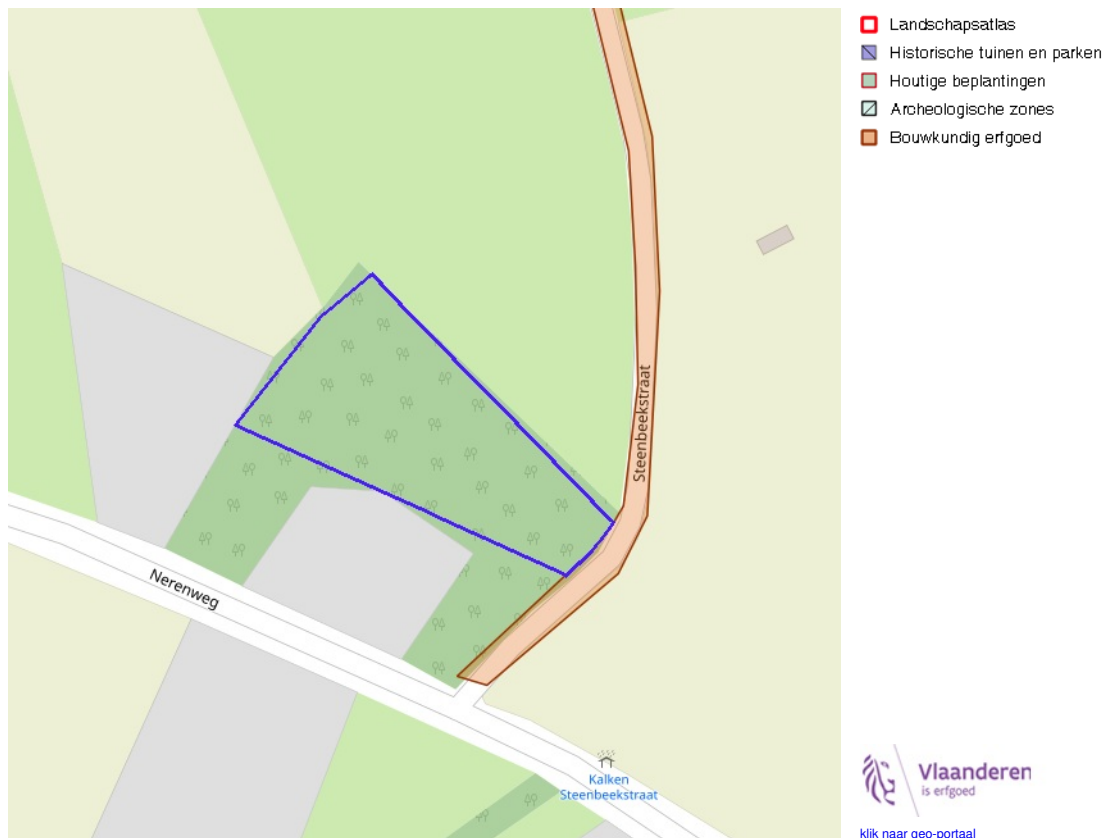 Landschapsatlas
Historische tuinen en parken
Houtige beplantingen
Archeologische zones
Bouwkundig erfgoed
Steenbeekstraat
Nerenweg
Kalken
Steenbeekstraat
Vlaanderen
is erfgoed
klik naar geo-portaal